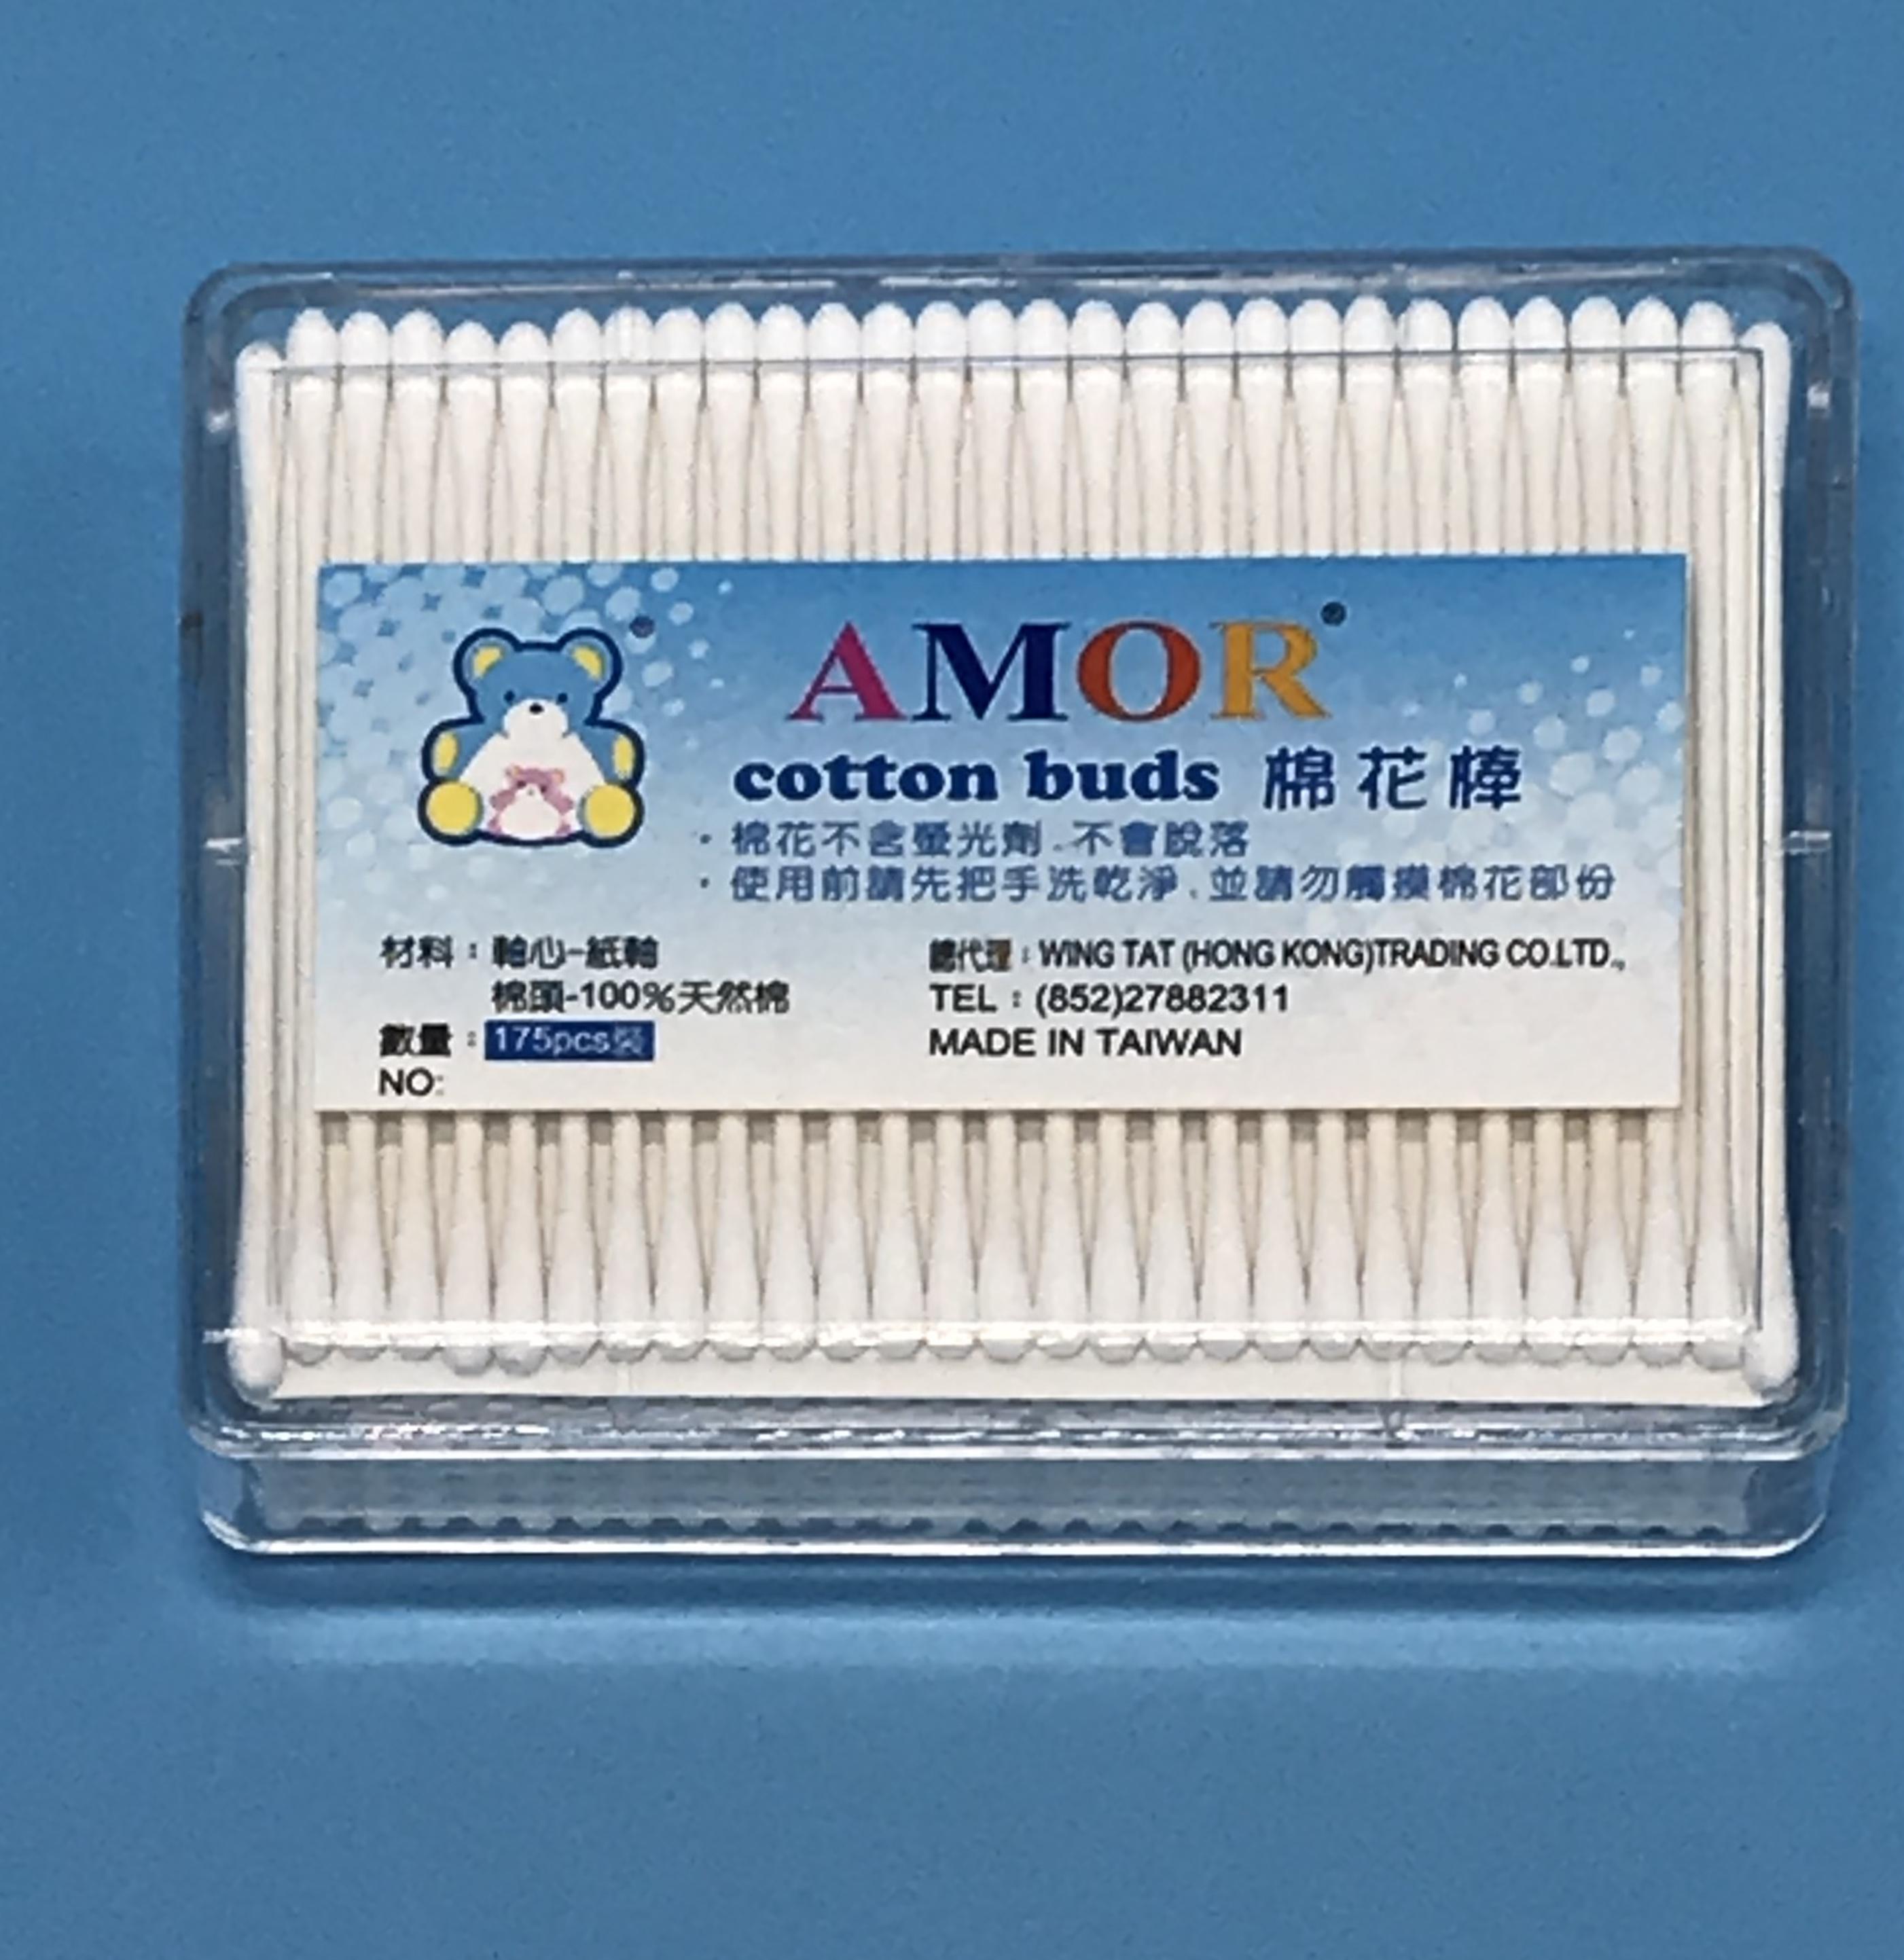 AMOR®
cotton buds 棉花棒
・棉花不含螢光劑、不會脫落
・使用前請先把手洗乾淨、並請勿觸摸棉花部份
材料：軸心-紙軸
棉頭-100%天然棉
數量：175pcs裝
NO:
總代理：WING TAT (HONG KONG)TRADING CO.LTD.,
TEL：(852)27882311
MADE IN TAIWAN